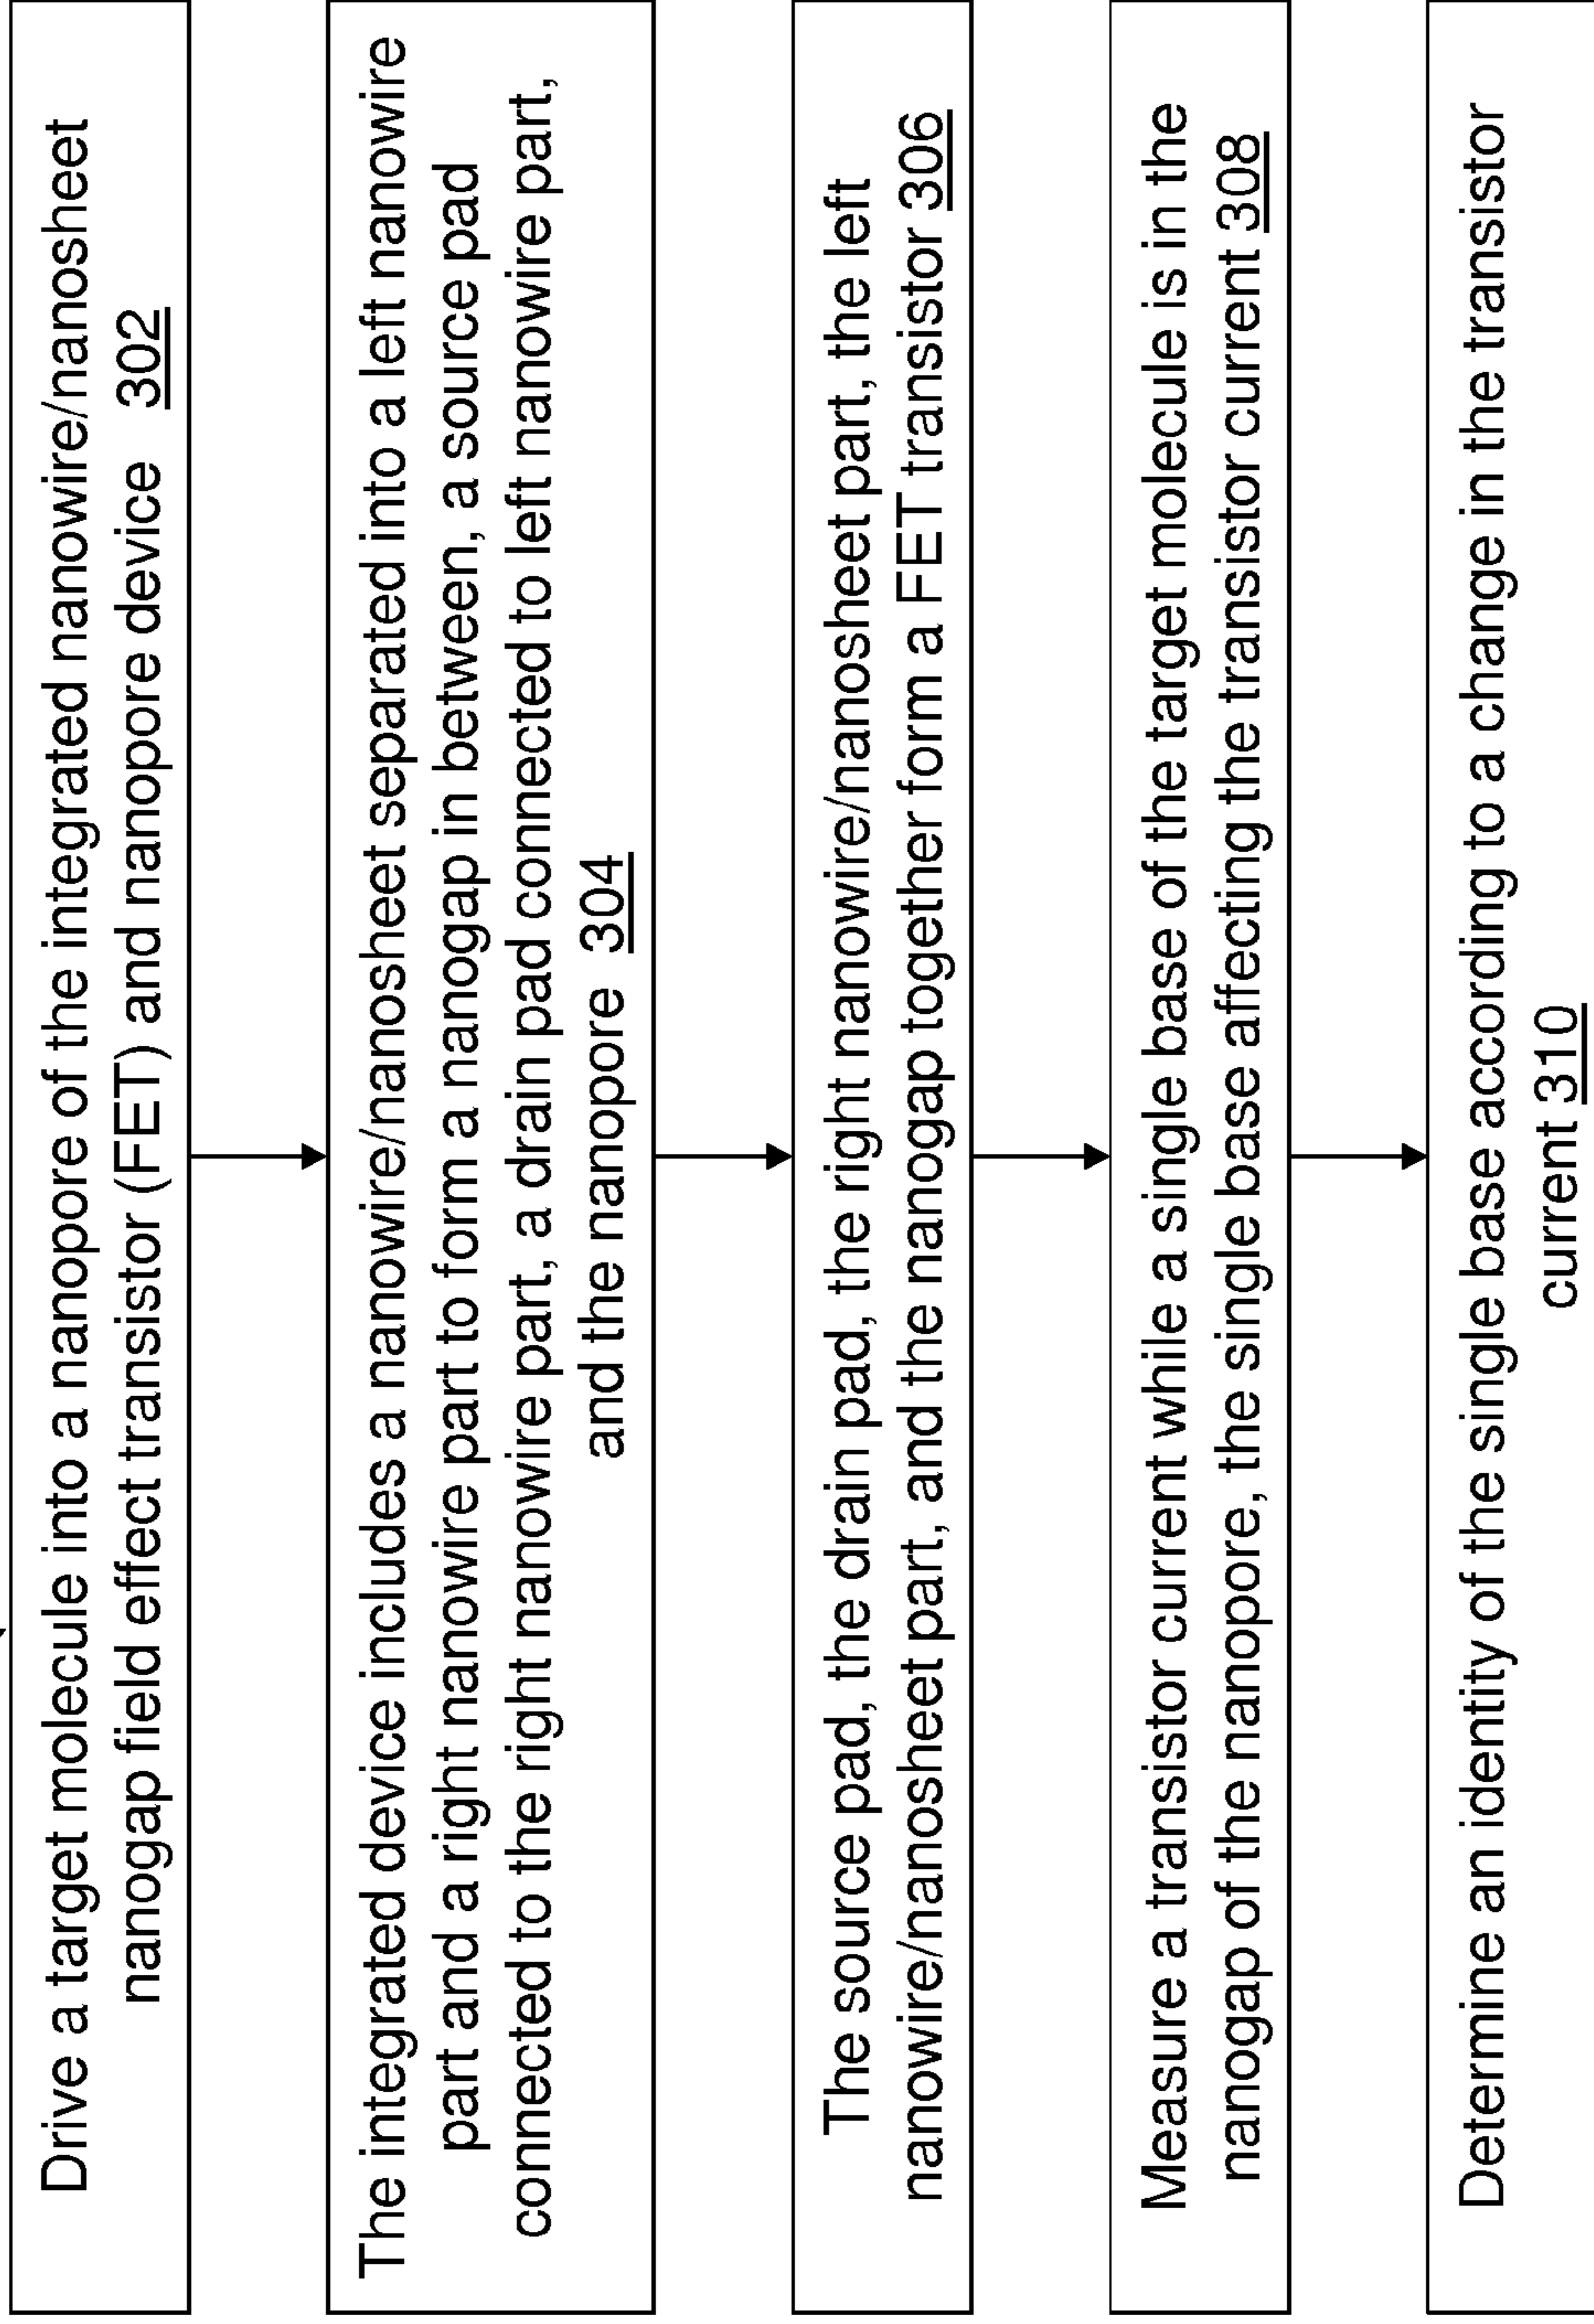 Drive a target molecule into a nanopore of the integrated nanowire/nanosheet
nanogap field effect transistor (FET) and nanopore device 302
The integrated device includes a nanowire/nanosheet separated into a left nanowire
part and a right nanowire part to form a nanogap in between, a source pad
connected to the right nanowire part, a drain pad connected to left nanowire part,
and the nanopore 304
The source pad, the drain pad, the right nanowire/nanosheet part, the left
nanowire/nanosheet part, and the nanogap together form a FET transistor 306
Measure a transistor current while a single base of the target molecule is in the
nanogap of the nanopore, the single base affecting the transistor current 308
Determine an identity of the single base according to a change in the transistor
current 310